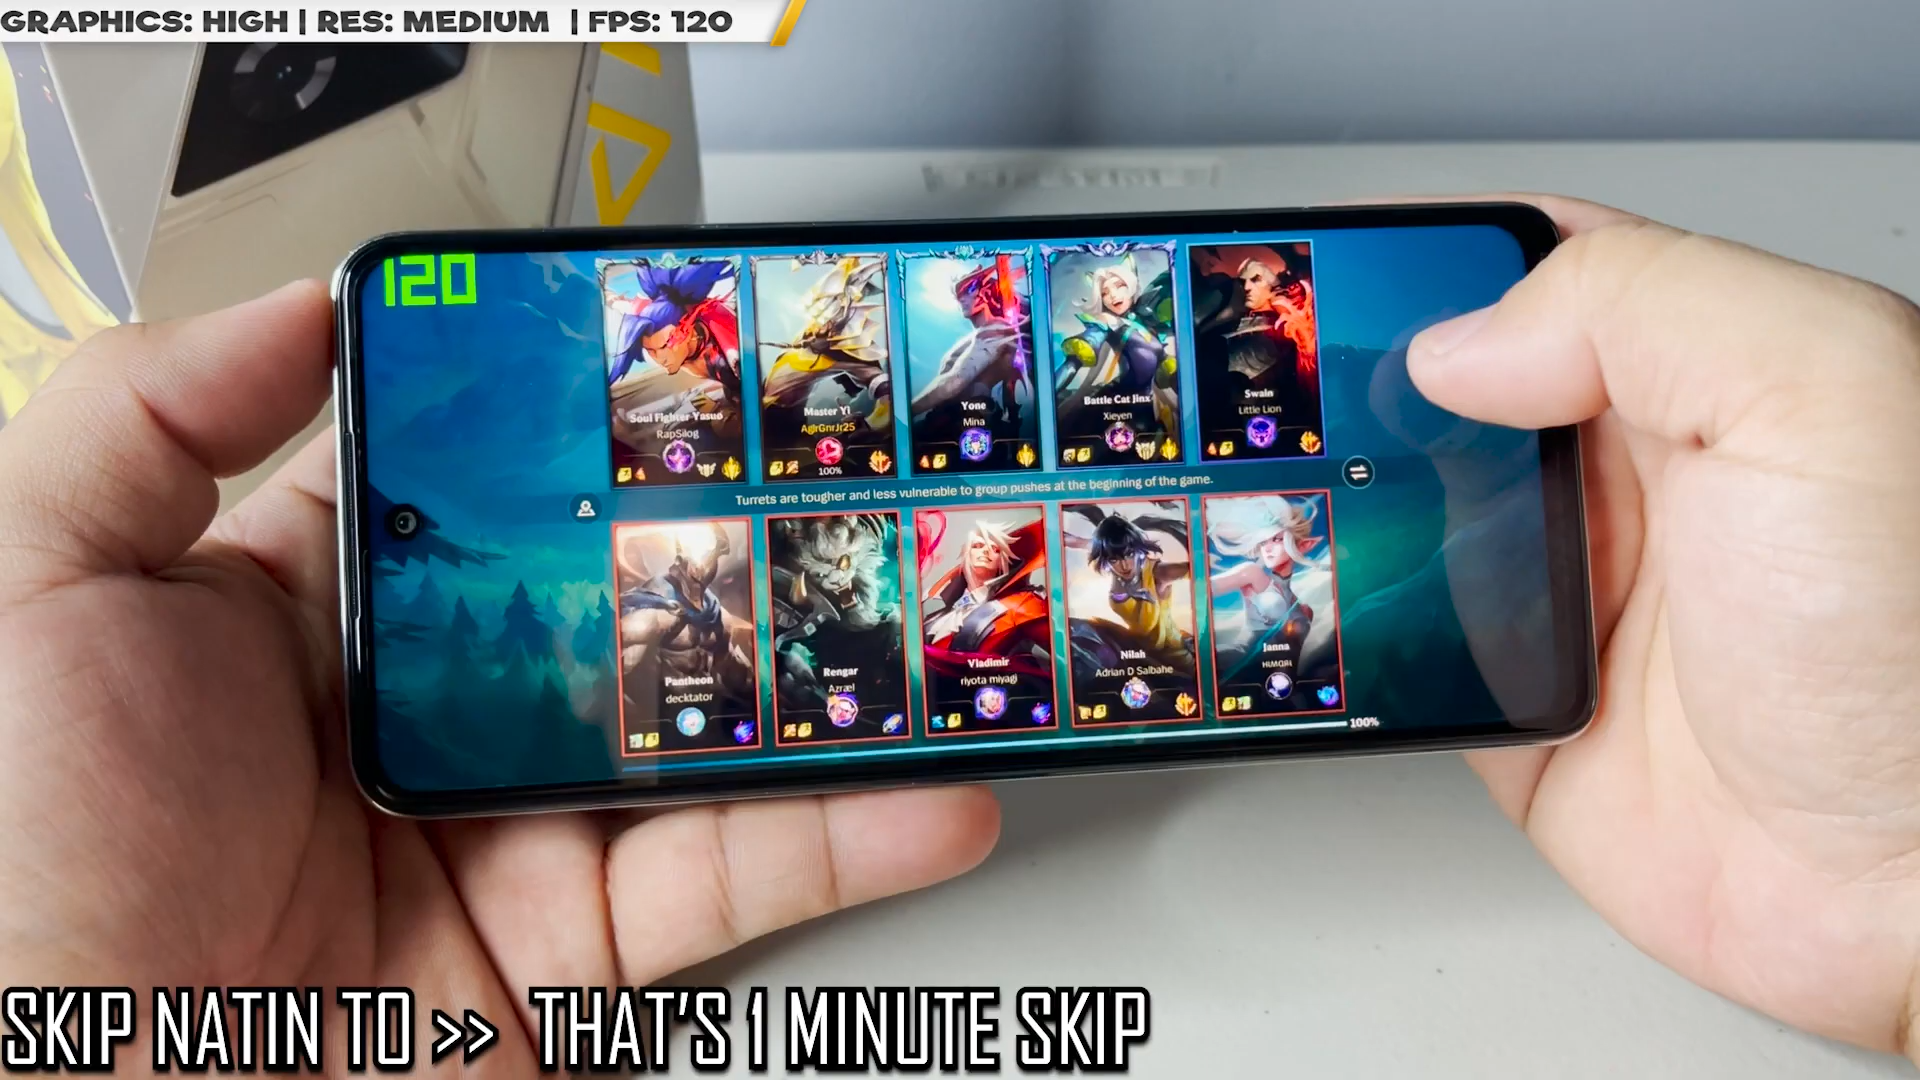 GRAPHICS: HIGH | RES: MEDIUM | FPS: 120
120
Soul Fighter Yasuo
RapSilog
Master Yi
AglrGnrJr25
100%
Yone
Mina
Battle Cat Jinx
Xieyen
Swain
Little Lion
Turrets are tougher and less vulnerable to group pushes at the beginning of the game.
Pantheon
decktator
Rengar
Azræl
Vladimir
riyota miyagi
Nilah
Adrian D Salbahe
Janna
100%
SKIP NATIN TO >> THAT'S 1 MINUTE SKIP